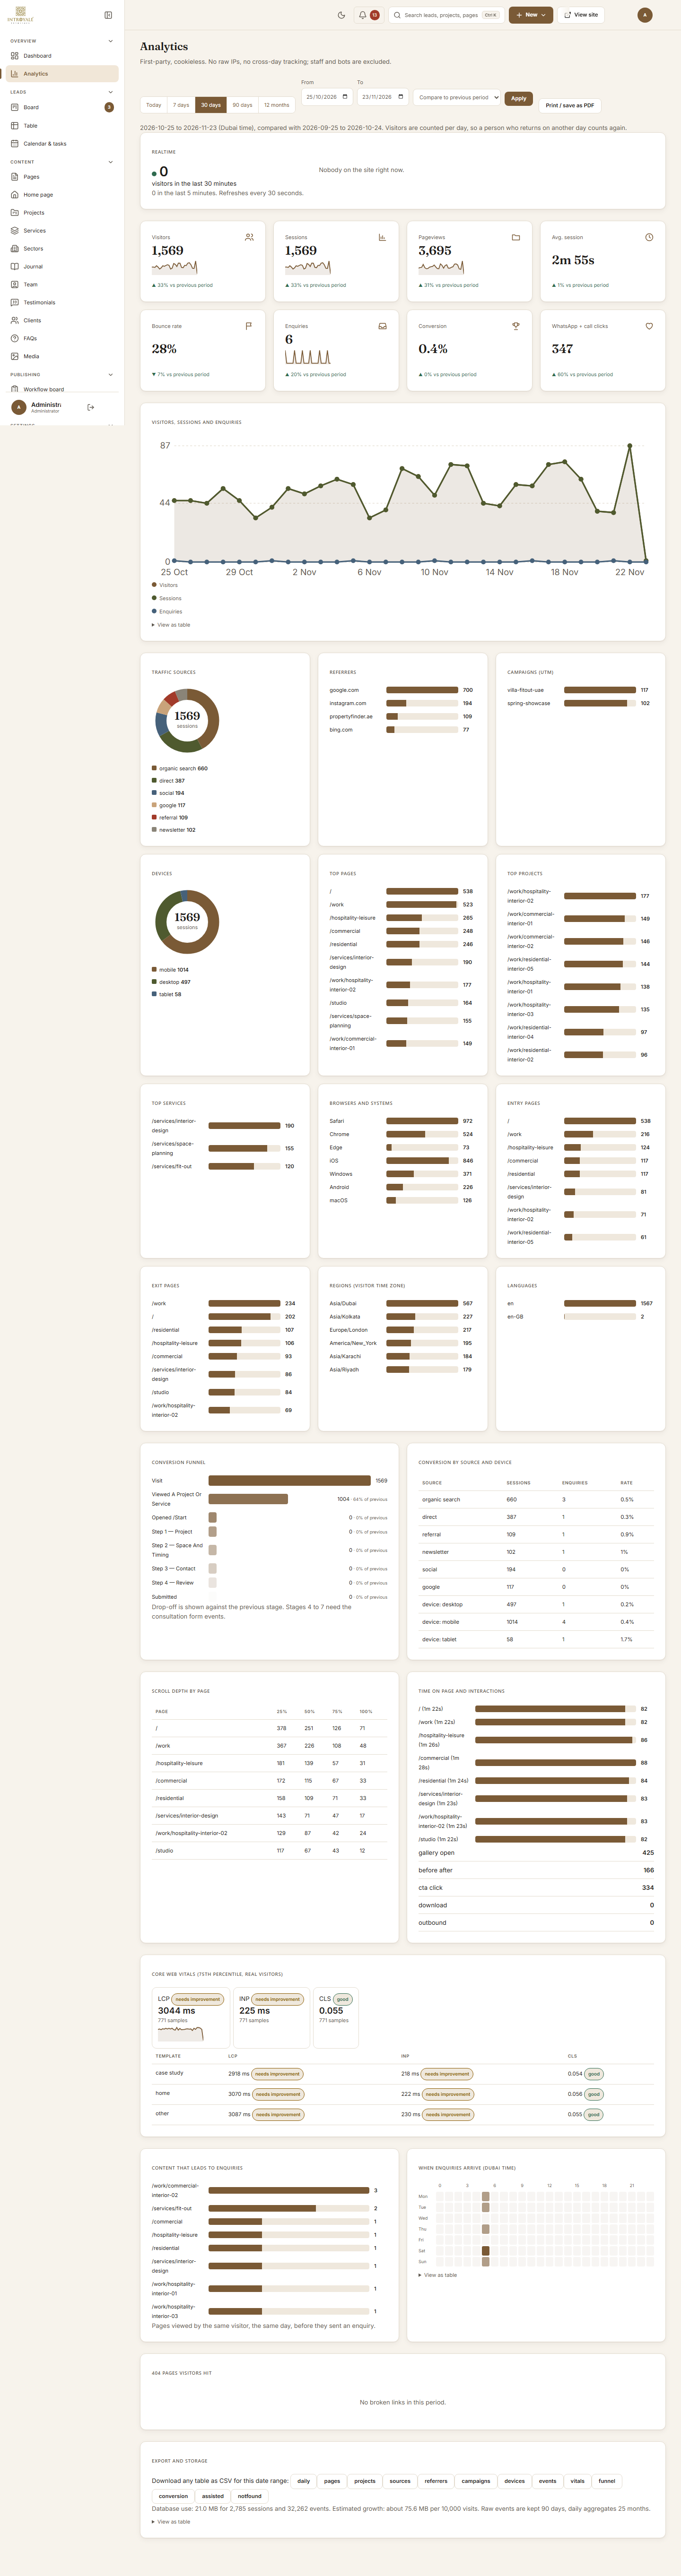 OVERVIEW
Dashboard
Analytics
LEADS
Board 5
Table
Calendar & tasks
CONTENT
Pages
Home page
Projects
Services
Sectors
Journal
Team
Testimonials
Clients
FAQs
Media
PUBLISHING
Workflow board
A Administr
Administrator
Search leads, projects, pages Ctrl K
+ New
View site
A
Analytics
First-party, cookieless. No raw IPs, no cross-day tracking; staff and bots are excluded.
From To
Today 7 days 30 days 90 days 12 months 25/10/2026 23/11/2026 Compare to previous period Apply Print / save as PDF
2026-10-25 to 2026-11-23 (Dubai time), compared with 2026-09-25 to 2026-10-24. Visitors are counted per day, so a person who returns on another day counts again.
REALTIME
0
visitors in the last 30 minutes
0 in the last 5 minutes. Refreshes every 30 seconds.
Nobody on the site right now.
Visitors
1,569
▲ 33% vs previous period
Sessions
1,569
▲ 33% vs previous period
Pageviews
3,695
▲ 31% vs previous period
Avg. session
2m 55s
▲ 1% vs previous period
Bounce rate
28%
▼ 7% vs previous period
Enquiries
6
▲ 20% vs previous period
Conversion
0.4%
▲ 0% vs previous period
WhatsApp + call clicks
347
▲ 60% vs previous period
VISITORS, SESSIONS AND ENQUIRIES
87
44
0
25 Oct 29 Oct 2 Nov 6 Nov 10 Nov 14 Nov 18 Nov 22 Nov
Visitors
Sessions
Enquiries
View as table
TRAFFIC SOURCES
1569
sessions
organic search 660
direct 387
social 194
google 117
referral 109
newsletter 102
REFERRERS
google.com 700
instagram.com 194
propertyfinder.ae 109
bing.com 77
CAMPAIGNS (UTM)
villa-fitout-uae 117
spring-showcase 102
DEVICES
1569
sessions
mobile 1014
desktop 497
tablet 58
TOP PAGES
/ 538
/work 523
/hospitality-leisure 265
/commercial 248
/residential 246
/services/interior-
design 190
/work/hospitality-
interior-02 177
/studio 164
/services/space-
planning 155
/work/commercial-
interior-01 149
TOP PROJECTS
/work/hospitality-
interior-02 177
/work/commercial-
interior-01 149
/work/commercial-
interior-02 146
/work/residential-
interior-05 144
/work/hospitality-
interior-01 138
/work/hospitality-
interior-03 135
/work/residential-
interior-04 97
/work/residential-
interior-02 96
TOP SERVICES
/services/interior-
design 190
/services/space-
planning 155
/services/fit-out 120
BROWSERS AND SYSTEMS
Safari 972
Chrome 524
Edge 73
iOS 846
Windows 371
Android 226
macOS 126
ENTRY PAGES
/ 538
/work 216
/hospitality-leisure 124
/commercial 117
/residential 117
/services/interior-
design 81
/work/hospitality-
interior-02 71
/work/residential-
interior-05 61
EXIT PAGES
/work 234
/ 202
/residential 107
/hospitality-leisure 106
/commercial 93
/services/interior-
design 86
/studio 84
/work/hospitality-
interior-02 69
REGIONS (VISITOR TIME ZONE)
Asia/Dubai 567
Asia/Kolkata 227
Europe/London 217
America/New_York 195
Asia/Karachi 184
Asia/Riyadh 179
LANGUAGES
en 1567
en-GB 2
CONVERSION FUNNEL
Visit 1569
Viewed A Project Or
Service 1004 · 64% of previous
Opened /Start 0 · 0% of previous
Step 1 — Project 0 · 0% of previous
Step 2 — Space And
Timing 0 · 0% of previous
Step 3 — Contact 0 · 0% of previous
Step 4 — Review 0 · 0% of previous
Submitted 0 · 0% of previous
Drop-off is shown against the previous stage. Stages 4 to 7 need the
consultation form events.
CONVERSION BY SOURCE AND DEVICE
SOURCE SESSIONS ENQUIRIES RATE
organic search 660 3 0.5%
direct 387 1 0.3%
referral 109 1 0.9%
newsletter 102 1 1%
social 194 0 0%
google 117 0 0%
device: desktop 497 1 0.2%
device: mobile 1014 4 0.4%
device: tablet 58 1 1.7%
SCROLL DEPTH BY PAGE
PAGE 25% 50% 75% 100%
/ 378 251 126 71
/work 367 226 108 48
/hospitality-leisure 181 139 57 31
/commercial 172 115 67 33
/residential 158 109 71 33
/services/interior-design 143 71 47 17
/work/hospitality-interior-02 129 87 42 24
/studio 117 67 43 12
TIME ON PAGE AND INTERACTIONS
/ (1m 22s) 82
/work (1m 22s) 82
/hospitality-leisure
(1m 26s) 86
/commercial (1m
28s) 88
/residential (1m 24s) 84
/services/interior-
design (1m 23s) 83
/work/hospitality-
interior-02 (1m 23s) 83
/studio (1m 22s) 82
gallery open 425
before after 166
cta click 334
download 0
outbound 0
CORE WEB VITALS (75TH PERCENTILE, REAL VISITORS)
LCP needs improvement
3044 ms
771 samples
INP needs improvement
225 ms
771 samples
CLS good
0.055
771 samples
TEMPLATE LCP INP CLS
case study 2918 ms needs improvement 218 ms needs improvement 0.054 good
home 3070 ms needs improvement 222 ms needs improvement 0.056 good
other 3087 ms needs improvement 230 ms needs improvement 0.055 good
CONTENT THAT LEADS TO ENQUIRIES
/work/commercial-
interior-02 3
/services/fit-out 2
/commercial 1
/hospitality-leisure 1
/residential 1
/services/interior-
design 1
/work/hospitality-
interior-01 1
/work/hospitality-
interior-03 1
Pages viewed by the same visitor, the same day, before they sent an enquiry.
WHEN ENQUIRIES ARRIVE (DUBAI TIME)
0 3 6 9 12 15 18 21
Mon
Tue
Wed
Thu
Fri
Sat
Sun
View as table
404 PAGES VISITORS HIT
No broken links in this period.
EXPORT AND STORAGE
Download any table as CSV for this date range: daily pages projects sources referrers campaigns devices events vitals funnel
conversion assisted notfound
Database use: 21.0 MB for 2,785 sessions and 32,262 events. Estimated growth: about 75.6 MB per 10,000 visits. Raw events are kept 90 days, daily aggregates 25 months.
View as table